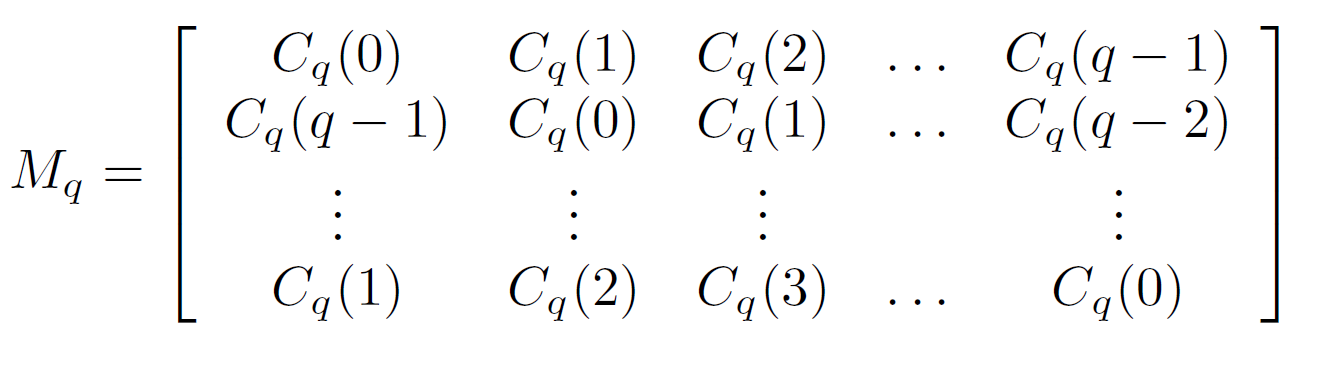 C_q(0) C_q(1) C_q(2) … C_q(q − 1)
C_q(q − 1) C_q(0) C_q(1) … C_q(q − 2)
M_q =
⋮ ⋮ ⋮ ⋮
C_q(1) C_q(2) C_q(3) … C_q(0)